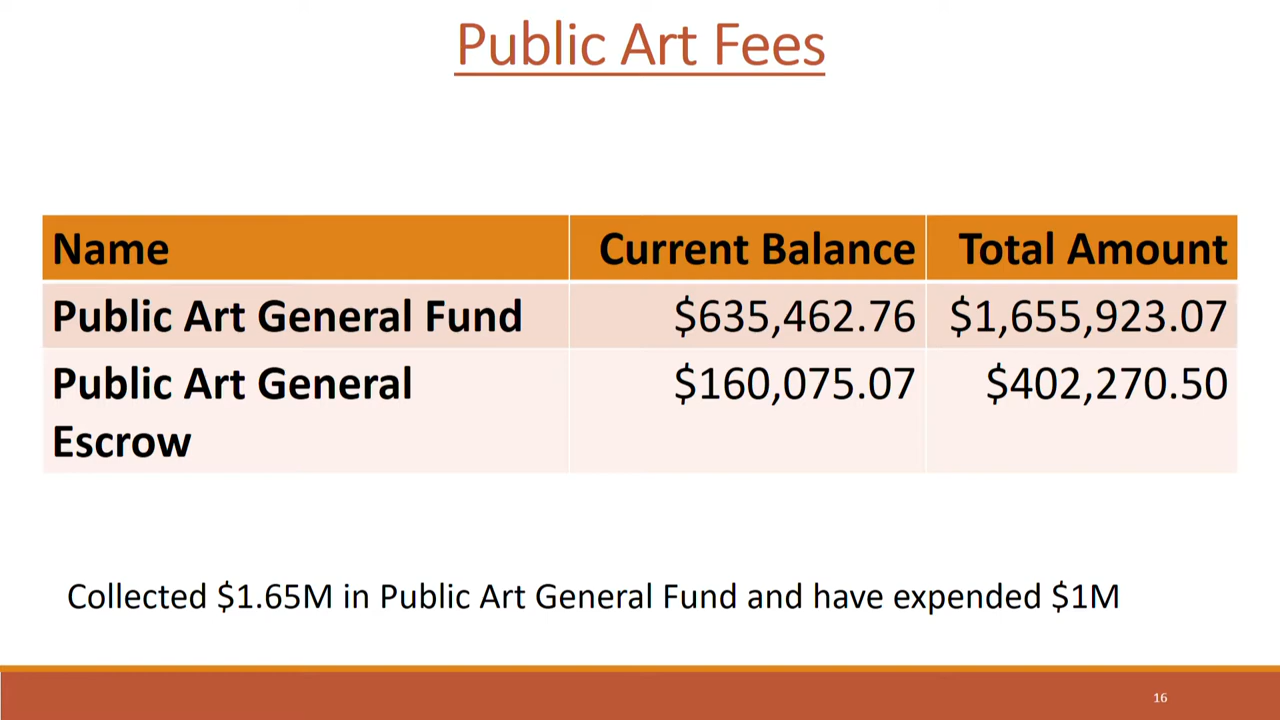 Public Art Fees
Name Current Balance Total Amount
Public Art General Fund $635,462.76 $1,655,923.07
Public Art General $160,075.07 $402,270.50
Escrow
Collected $1.65M in Public Art General Fund and have expended $1M
16